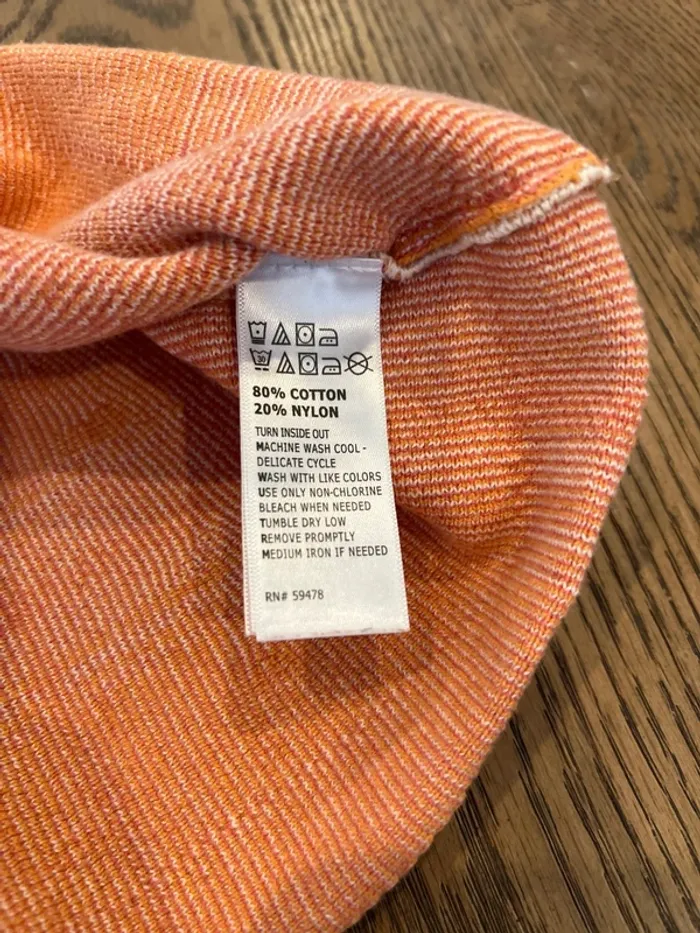 30
80% COTTON
20% NYLON
TURN INSIDE OUT
MACHINE WASH COOL -
DELICATE CYCLE
WASH WITH LIKE COLORS
USE ONLY NON-CHLORINE
BLEACH WHEN NEEDED
TUMBLE DRY LOW
REMOVE PROMPTLY
MEDIUM IRON IF NEEDED
RN# 59478